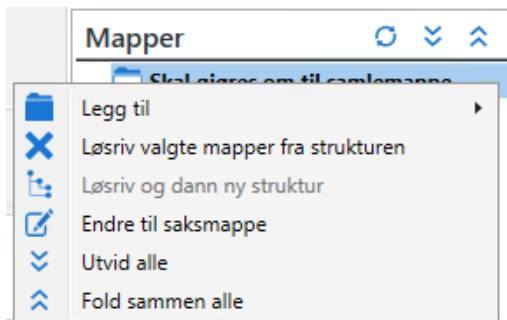 Mapper
Skal gjøres om til samlemappe
Legg til
Løsriv valgte mapper fra strukturen
Løsriv og dann ny struktur
Endre til saksmappe
Utvid alle
Fold sammen alle